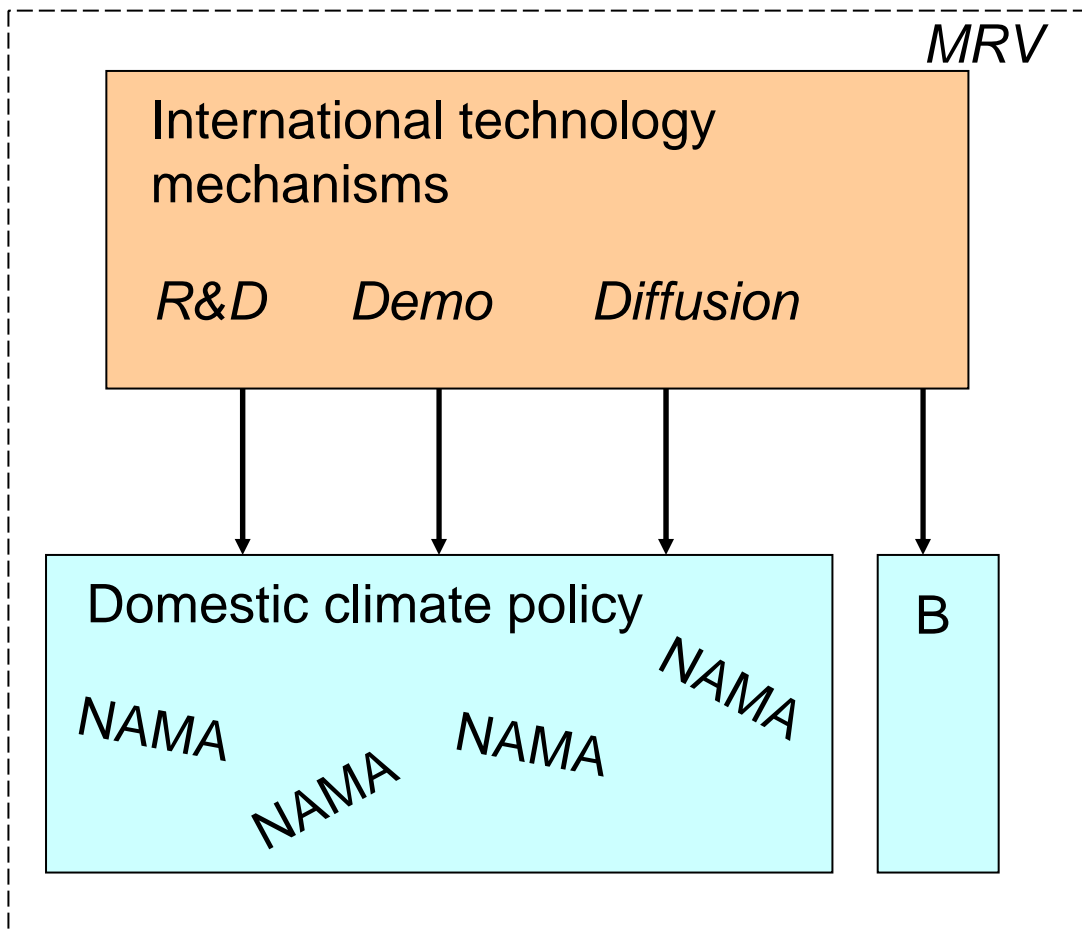 MRV
International technology
mechanisms
R&D Demo Diffusion
Domestic climate policy
B
NAMA
NAMA
NAMA
NAMA